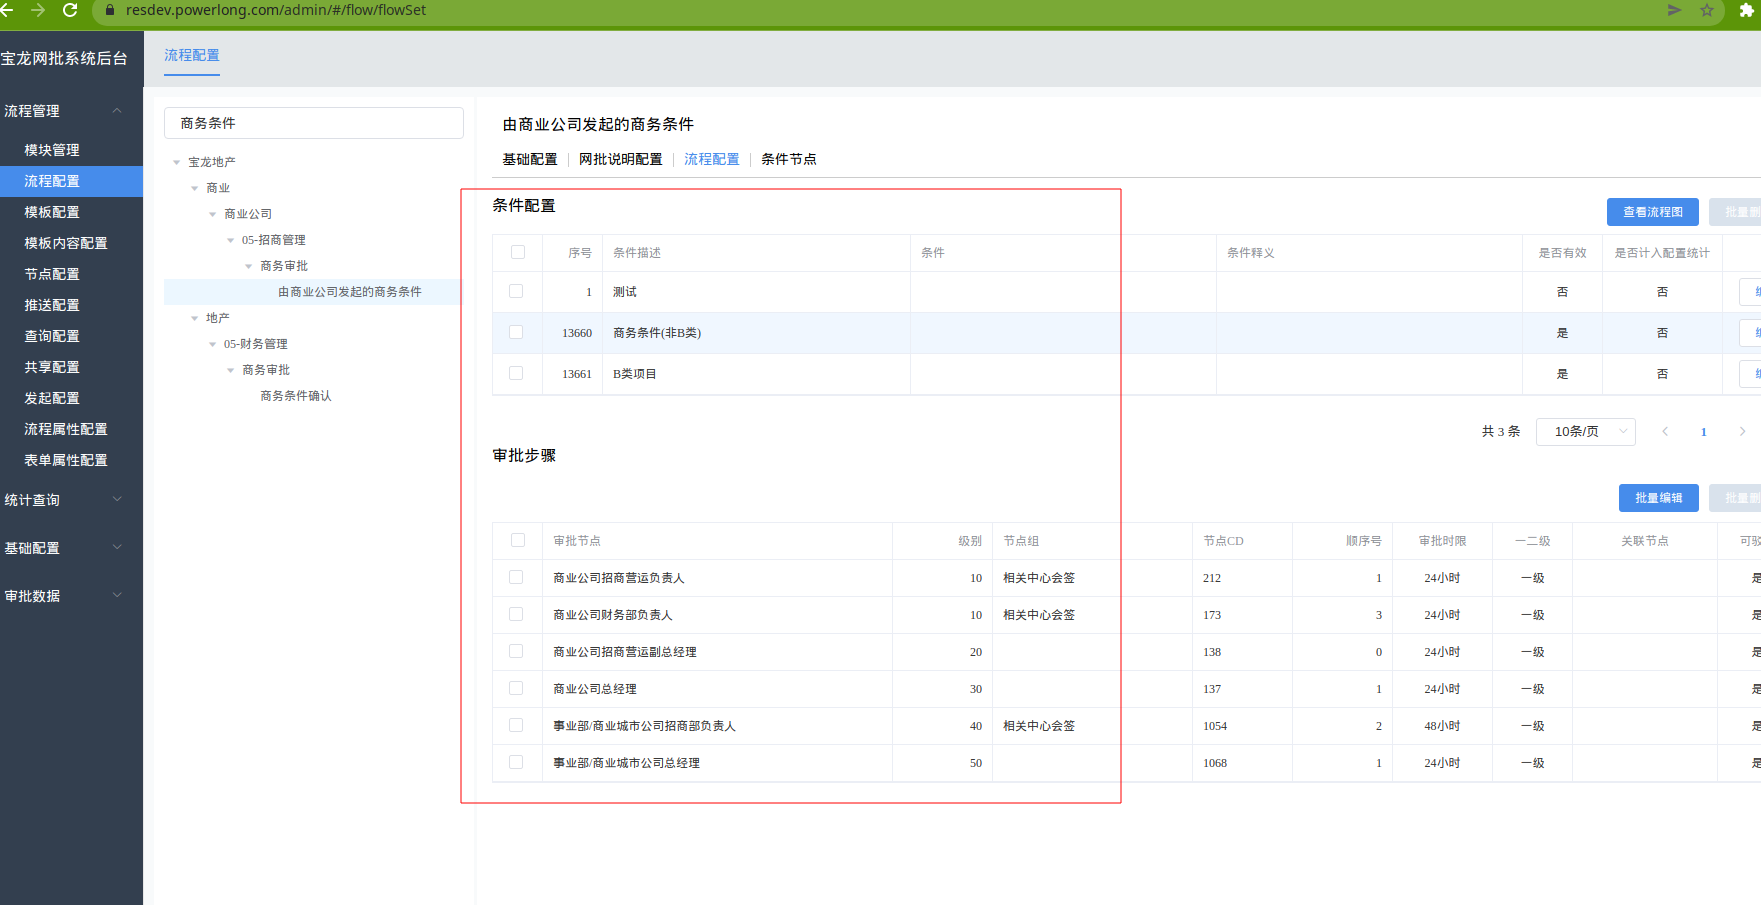 resdev.powerlong.com/admin/#/flow/flowSet
宝龙网批系统后台
流程管理
模块管理
流程配置
模板配置
模板内容配置
节点配置
推送配置
查询配置
共享配置
发起配置
流程属性配置
表单属性配置
统计查询
基础配置
审批数据
流程配置
商务条件
宝龙地产
商业
商业公司
05-招商管理
商务审批
由商业公司发起的商务条件
地产
05-财务管理
商务审批
商务条件确认
由商业公司发起的商务条件
基础配置 网批说明配置 流程配置 条件节点
条件配置
查看流程图 批量删
序号 条件描述 条件 条件释义 是否有效 是否计入配置统计
1 测试 否 否
13660 商务条件(非B类) 是 否
13661 B类项目 是 否
共 3 条 10条/页 1
审批步骤
批量编辑 批量删
审批节点 级别 节点组 节点CD 顺序号 审批时限 一二级 关联节点 可驳
商业公司招商营运负责人 10 相关中心会签 212 1 24小时 一级 是
商业公司财务部负责人 10 相关中心会签 173 3 24小时 一级 是
商业公司招商营运副总经理 20 138 0 24小时 一级 是
商业公司总经理 30 137 1 24小时 一级 是
事业部/商业城市公司招商部负责人 40 相关中心会签 1054 2 48小时 一级 是
事业部/商业城市公司总经理 50 1068 1 24小时 一级 是